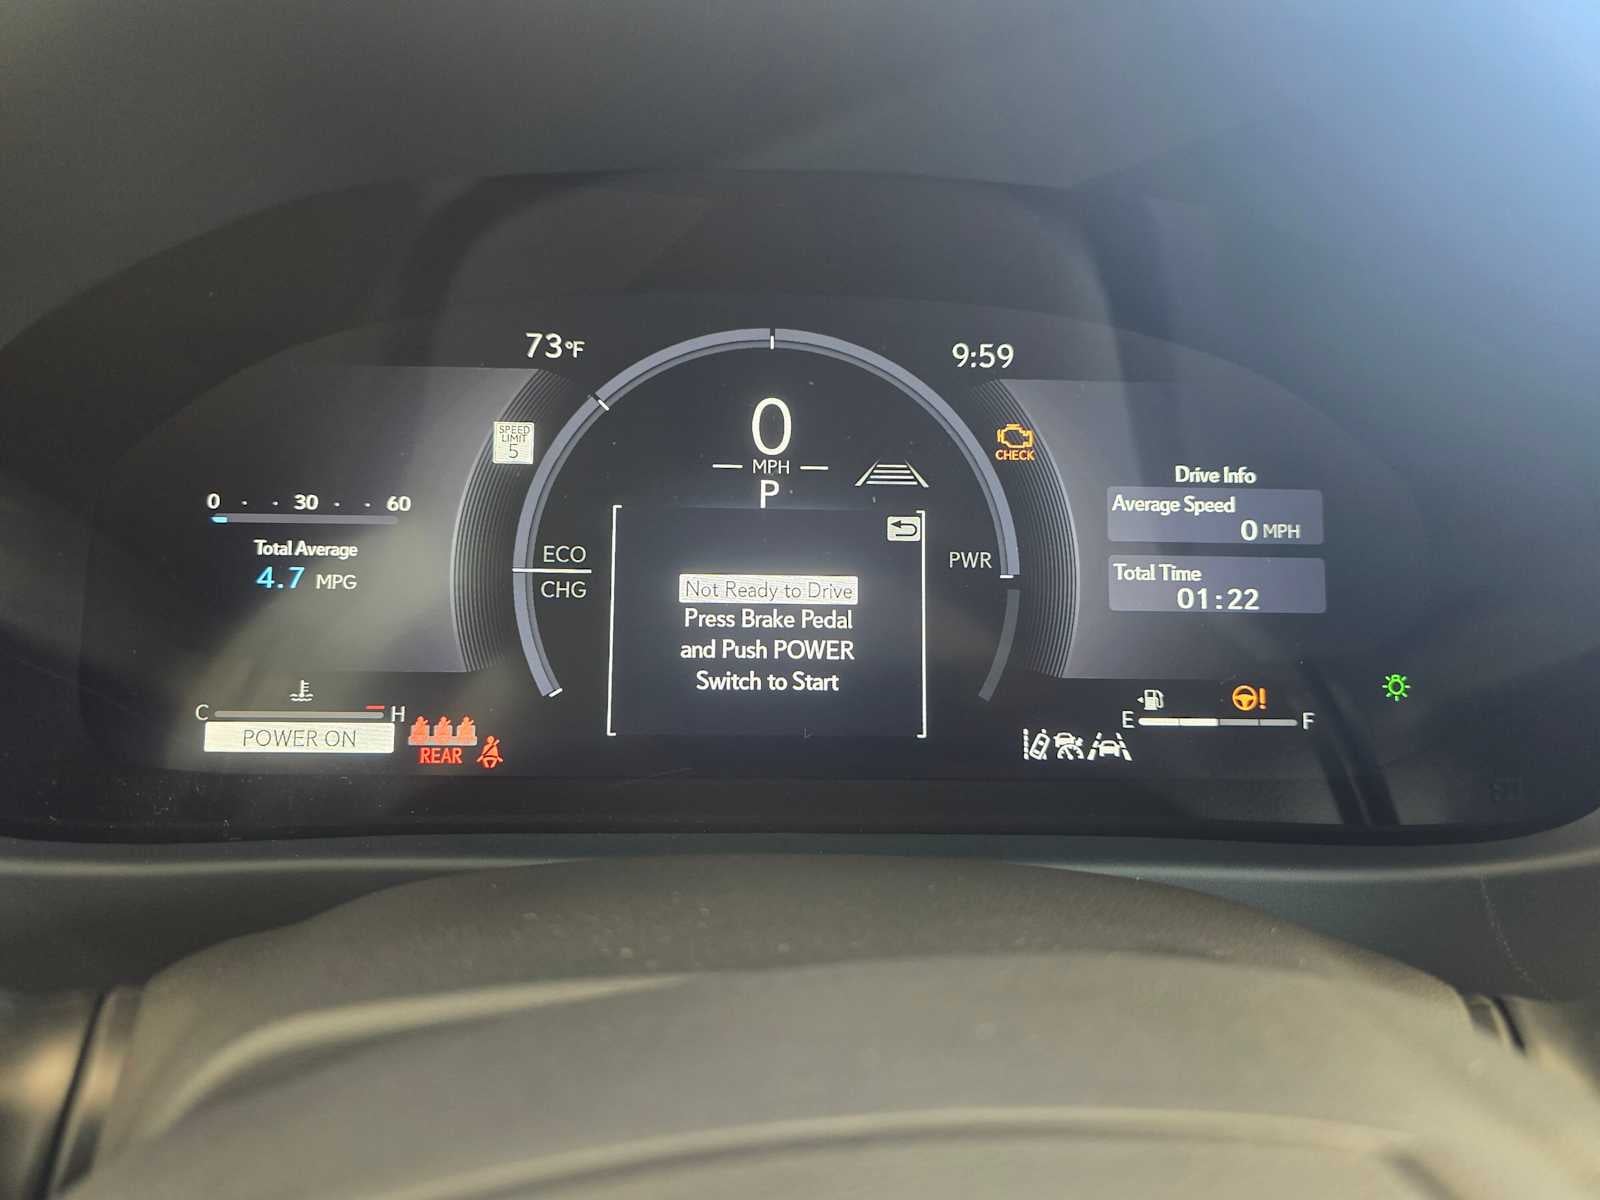 73°F
9:59
SPEED
LIMIT
5
0
MPH
P
CHECK
0 30 60
Total Average
4.7 MPG
ECO
CHG
PWR
Not Ready to Drive
Press Brake Pedal
and Push POWER
Switch to Start
Drive Info
Average Speed
0 MPH
Total Time
01:22
C H
POWER ON
REAR
E F